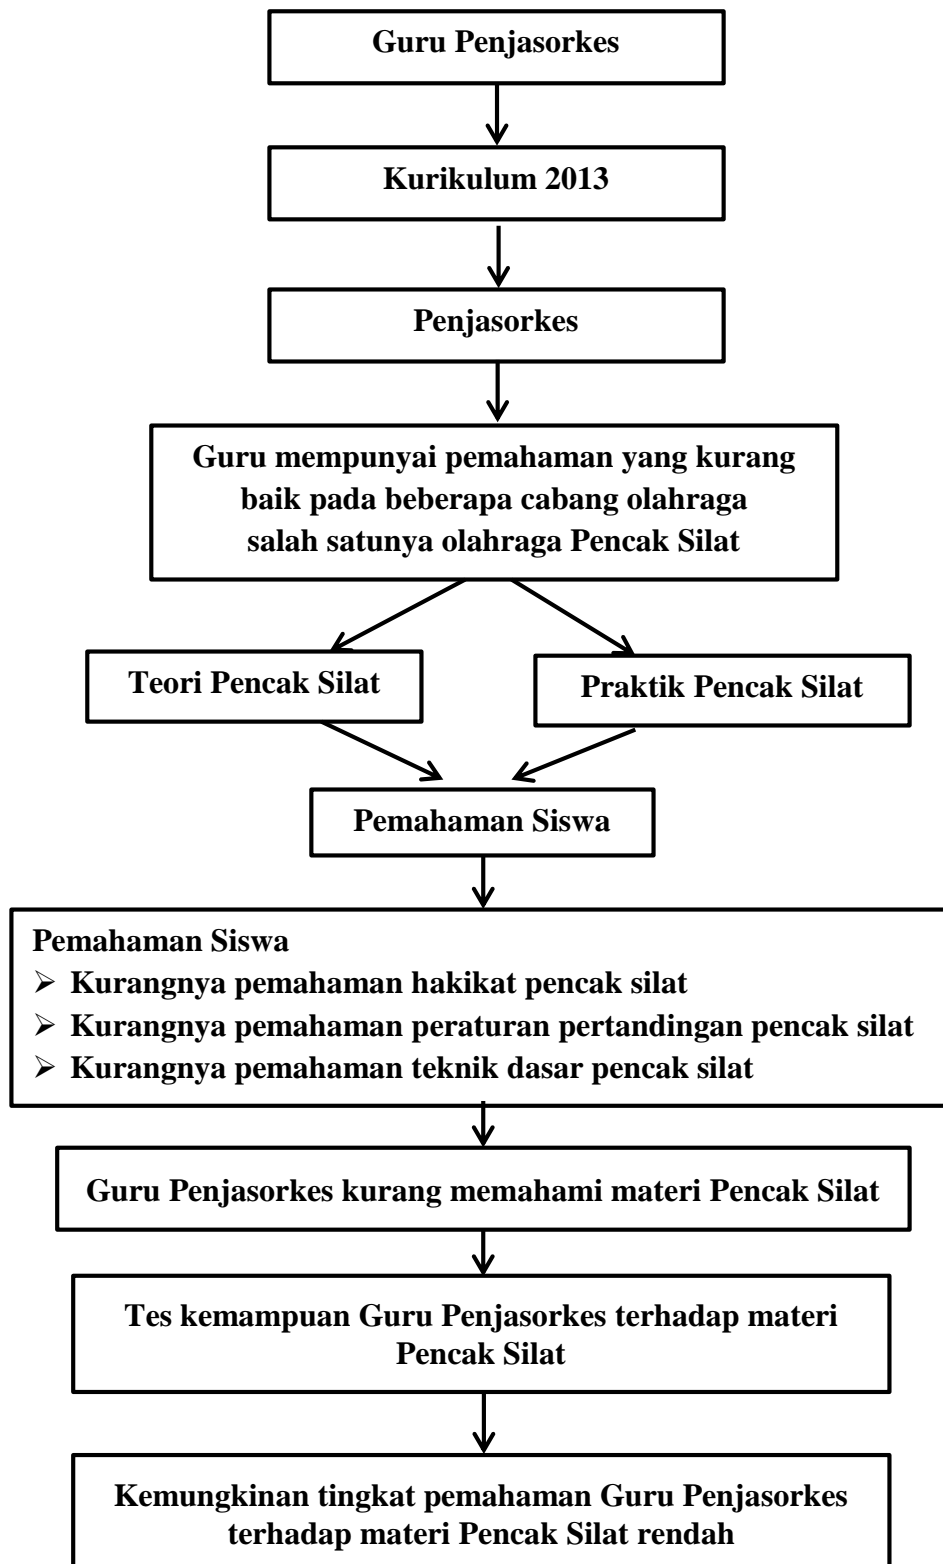 Guru Penjasorkes
Kurikulum 2013
Penjasorkes
Guru mempunyai pemahaman yang kurang
baik pada beberapa cabang olahraga
salah satunya olahraga Pencak Silat
Teori Pencak Silat
Praktik Pencak Silat
Pemahaman Siswa
Pemahaman Siswa
➢ Kurangnya pemahaman hakikat pencak silat
➢ Kurangnya pemahaman peraturan pertandingan pencak silat
➢ Kurangnya pemahaman teknik dasar pencak silat
Guru Penjasorkes kurang memahami materi Pencak Silat
Tes kemampuan Guru Penjasorkes terhadap materi
Pencak Silat
Kemungkinan tingkat pemahaman Guru Penjasorkes
terhadap materi Pencak Silat rendah